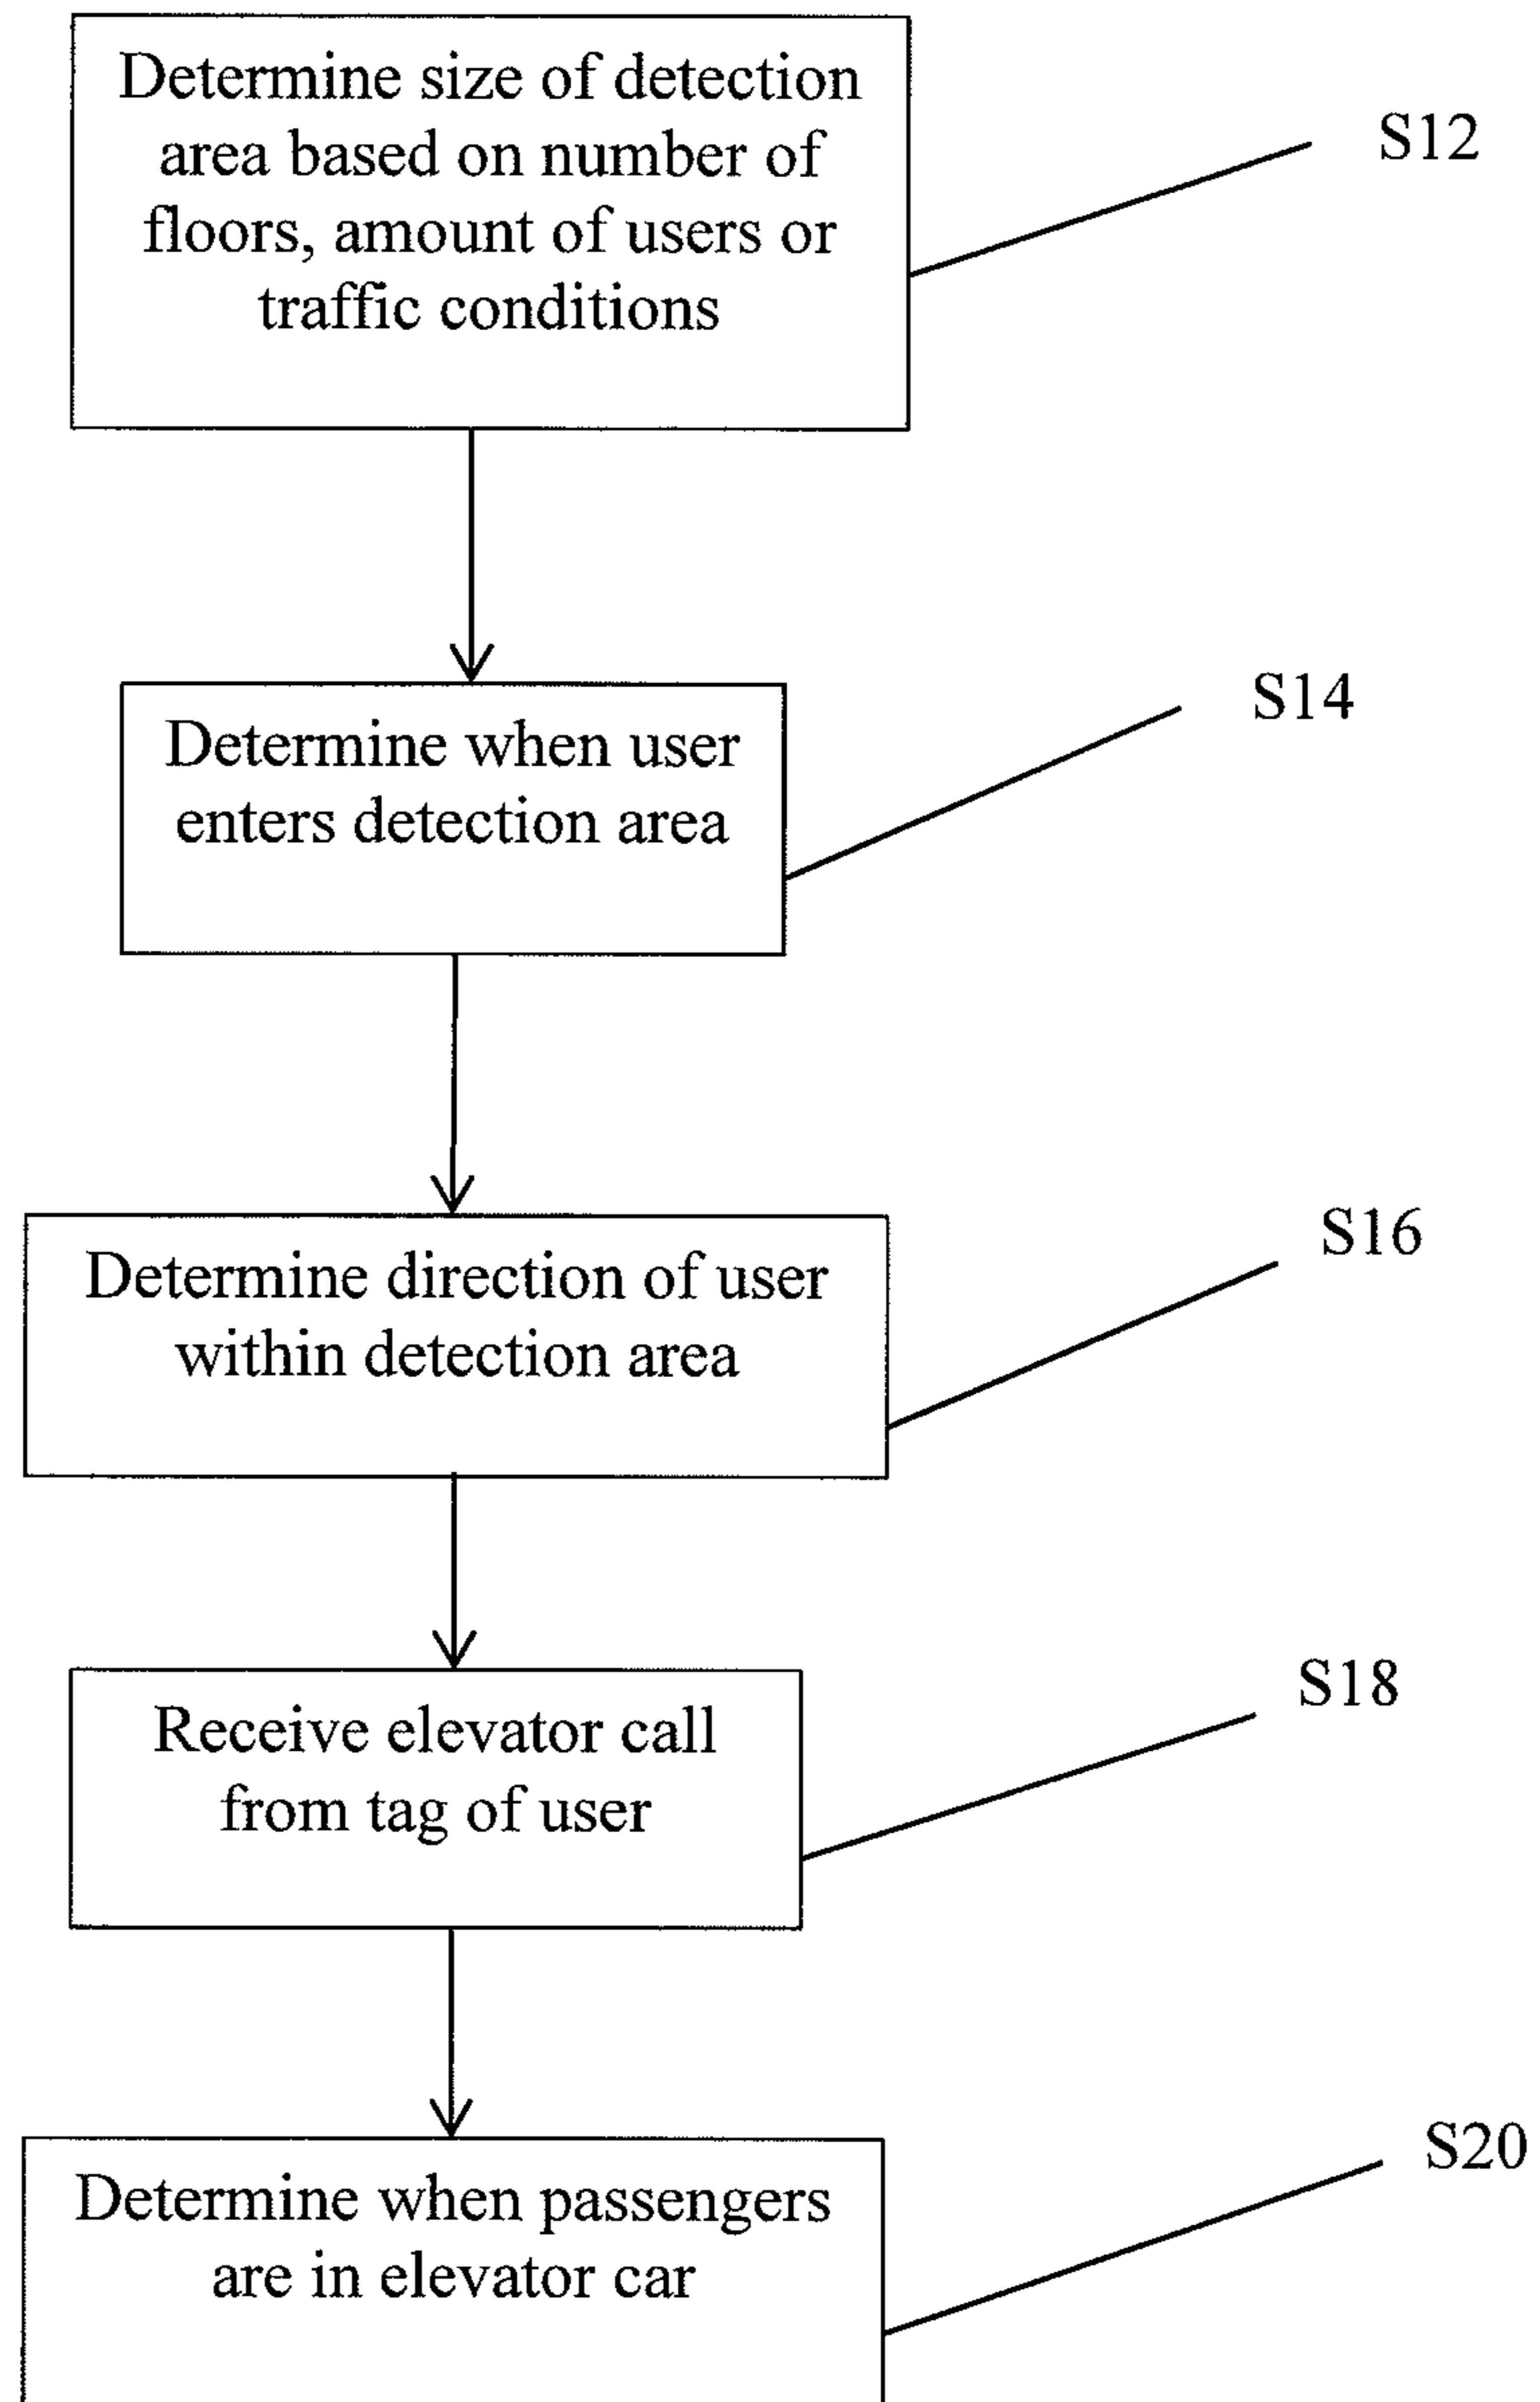 Determine size of detection
area based on number of
floors, amount of users or
traffic conditions
S12
Determine when user
enters detection area
S14
Determine direction of user
within detection area
S16
Receive elevator call
from tag of user
S18
Determine when passengers
are in elevator car
S20